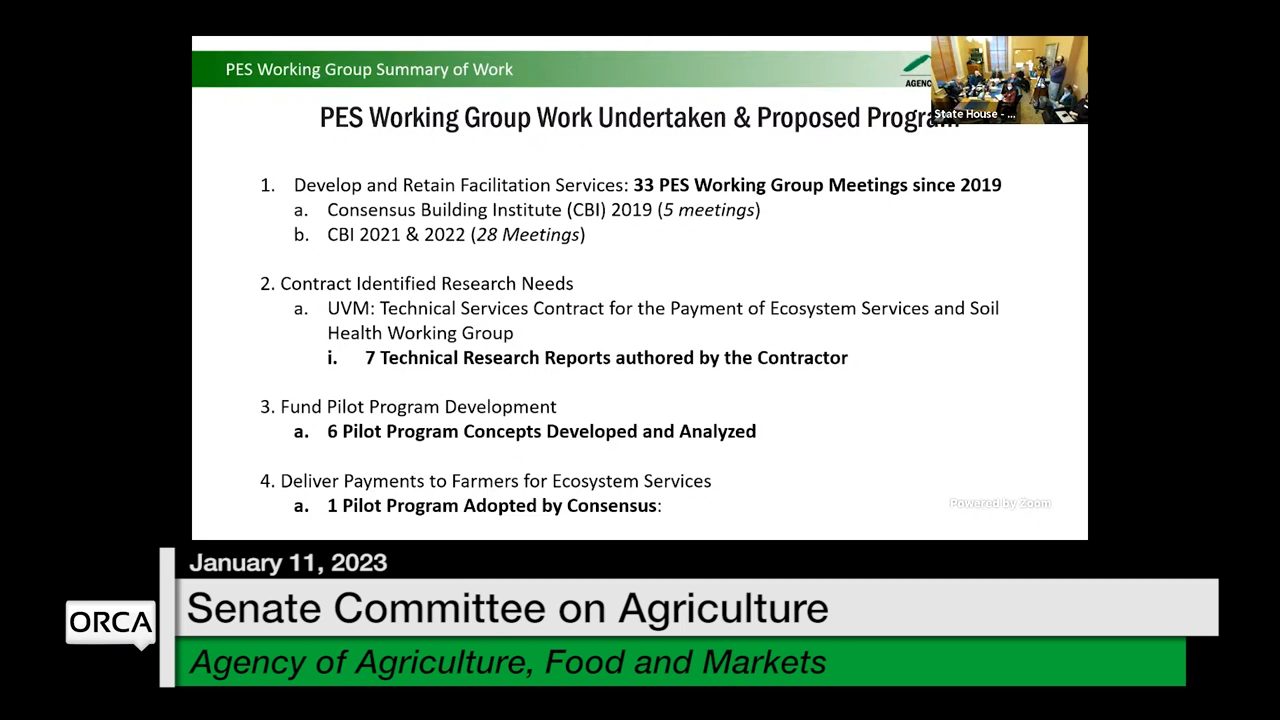 PES Working Group Summary of Work
AGENC
State House - ...
PES Working Group Work Undertaken & Proposed Program
1. Develop and Retain Facilitation Services: 33 PES Working Group Meetings since 2019
a. Consensus Building Institute (CBI) 2019 (5 meetings)
b. CBI 2021 & 2022 (28 Meetings)
2. Contract Identified Research Needs
a. UVM: Technical Services Contract for the Payment of Ecosystem Services and Soil
Health Working Group
i. 7 Technical Research Reports authored by the Contractor
3. Fund Pilot Program Development
a. 6 Pilot Program Concepts Developed and Analyzed
4. Deliver Payments to Farmers for Ecosystem Services
a. 1 Pilot Program Adopted by Consensus:
Powered by Zoom
January 11, 2023
ORCA
Senate Committee on Agriculture
Agency of Agriculture, Food and Markets